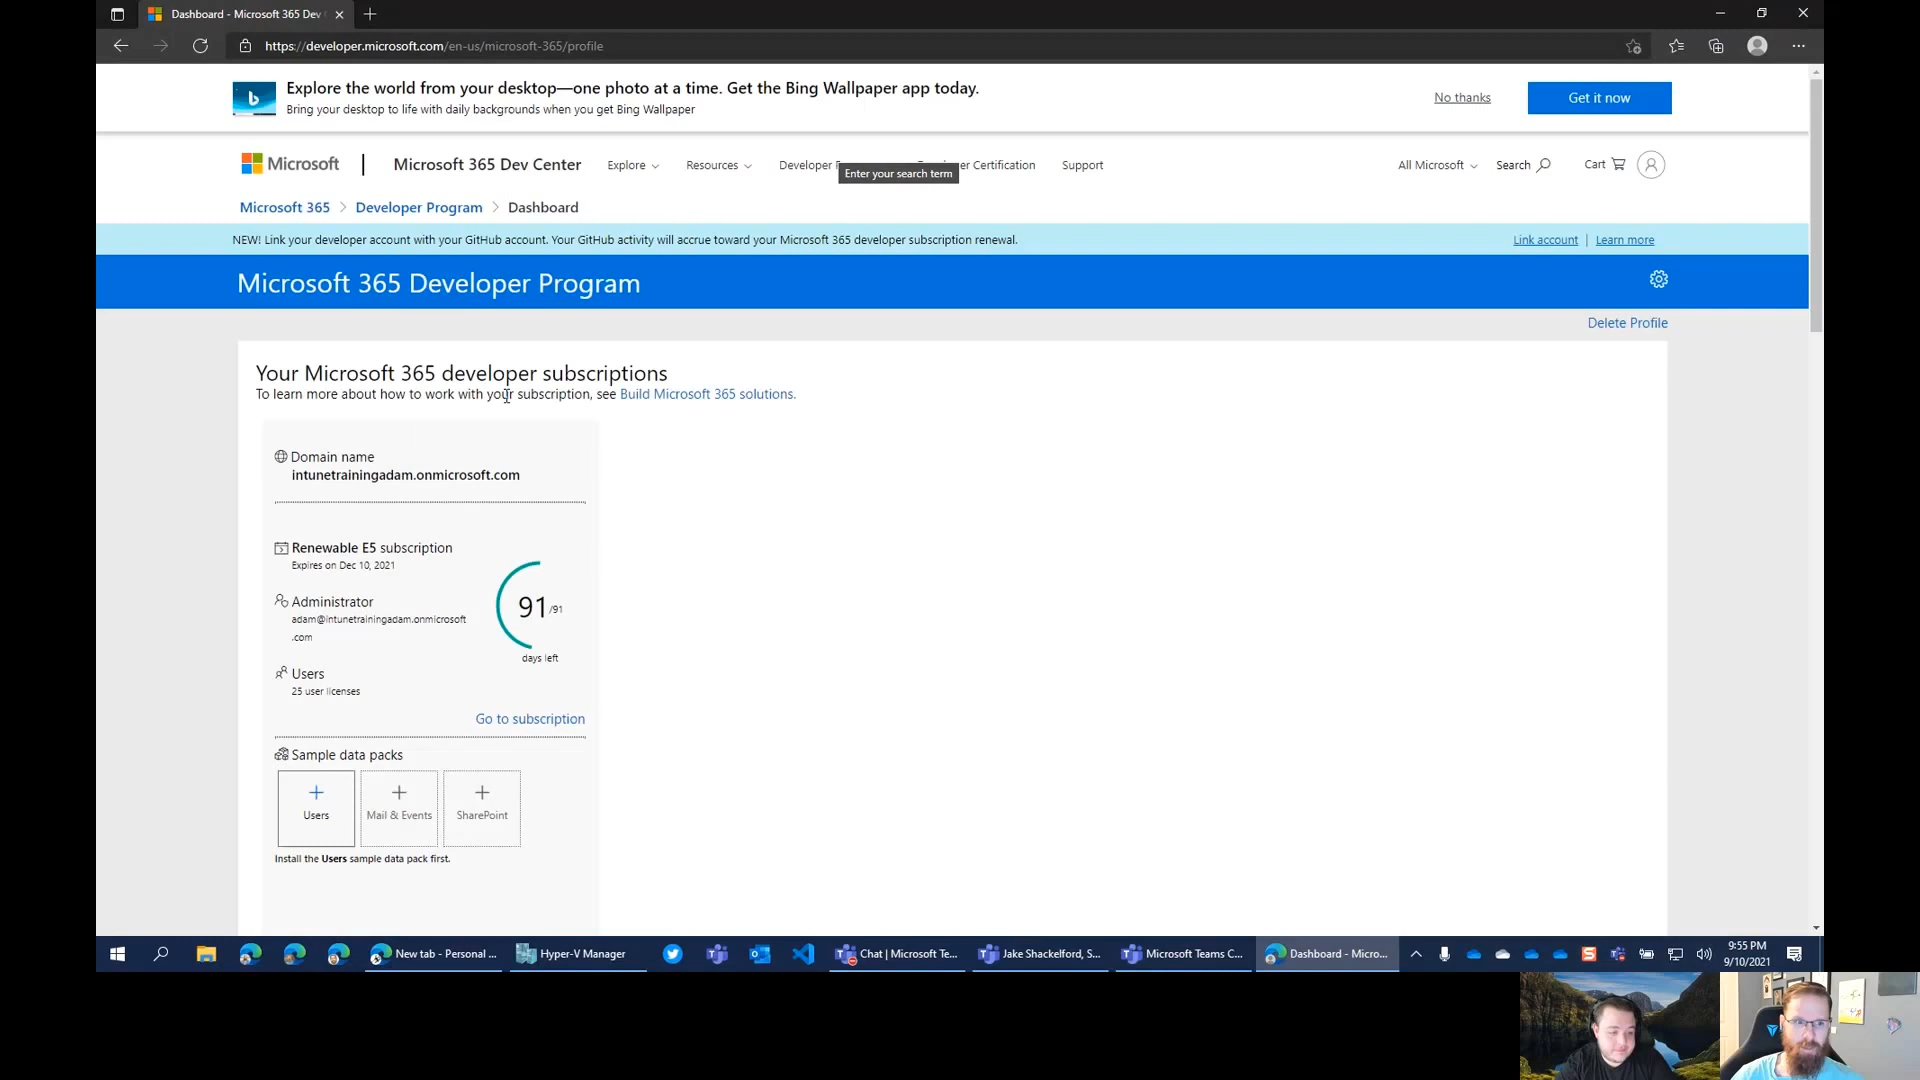 Dashboard - Microsoft 365 Dev
https://developer.microsoft.com/en-us/microsoft-365/profile
Explore the world from your desktop—one photo at a time. Get the Bing Wallpaper app today.
Bring your desktop to life with daily backgrounds when you get Bing Wallpaper
No thanks
Get it now
Microsoft
Microsoft 365 Dev Center
Explore
Resources
Developer
Enter your search term
Certification
Support
All Microsoft
Search
Cart
Microsoft 365 > Developer Program > Dashboard
NEW! Link your developer account with your GitHub account. Your GitHub activity will accrue toward your Microsoft 365 developer subscription renewal.
Link account | Learn more
Microsoft 365 Developer Program
Delete Profile
Your Microsoft 365 developer subscriptions
To learn more about how to work with your subscription, see Build Microsoft 365 solutions.
Domain name
intunetrainingadam.onmicrosoft.com
Renewable E5 subscription
Expires on Dec 10, 2021
Administrator
adam@intunetrainingadam.onmicrosoft
.com
91/91
days left
Users
25 user licenses
Go to subscription
Sample data packs
Users
Mail & Events
SharePoint
Install the Users sample data pack first.
New tab - Personal ...
Hyper-V Manager
Chat | Microsoft Te...
Jake Shackelford, S...
Microsoft Teams C...
Dashboard - Micro...
9:55 PM
9/10/2021